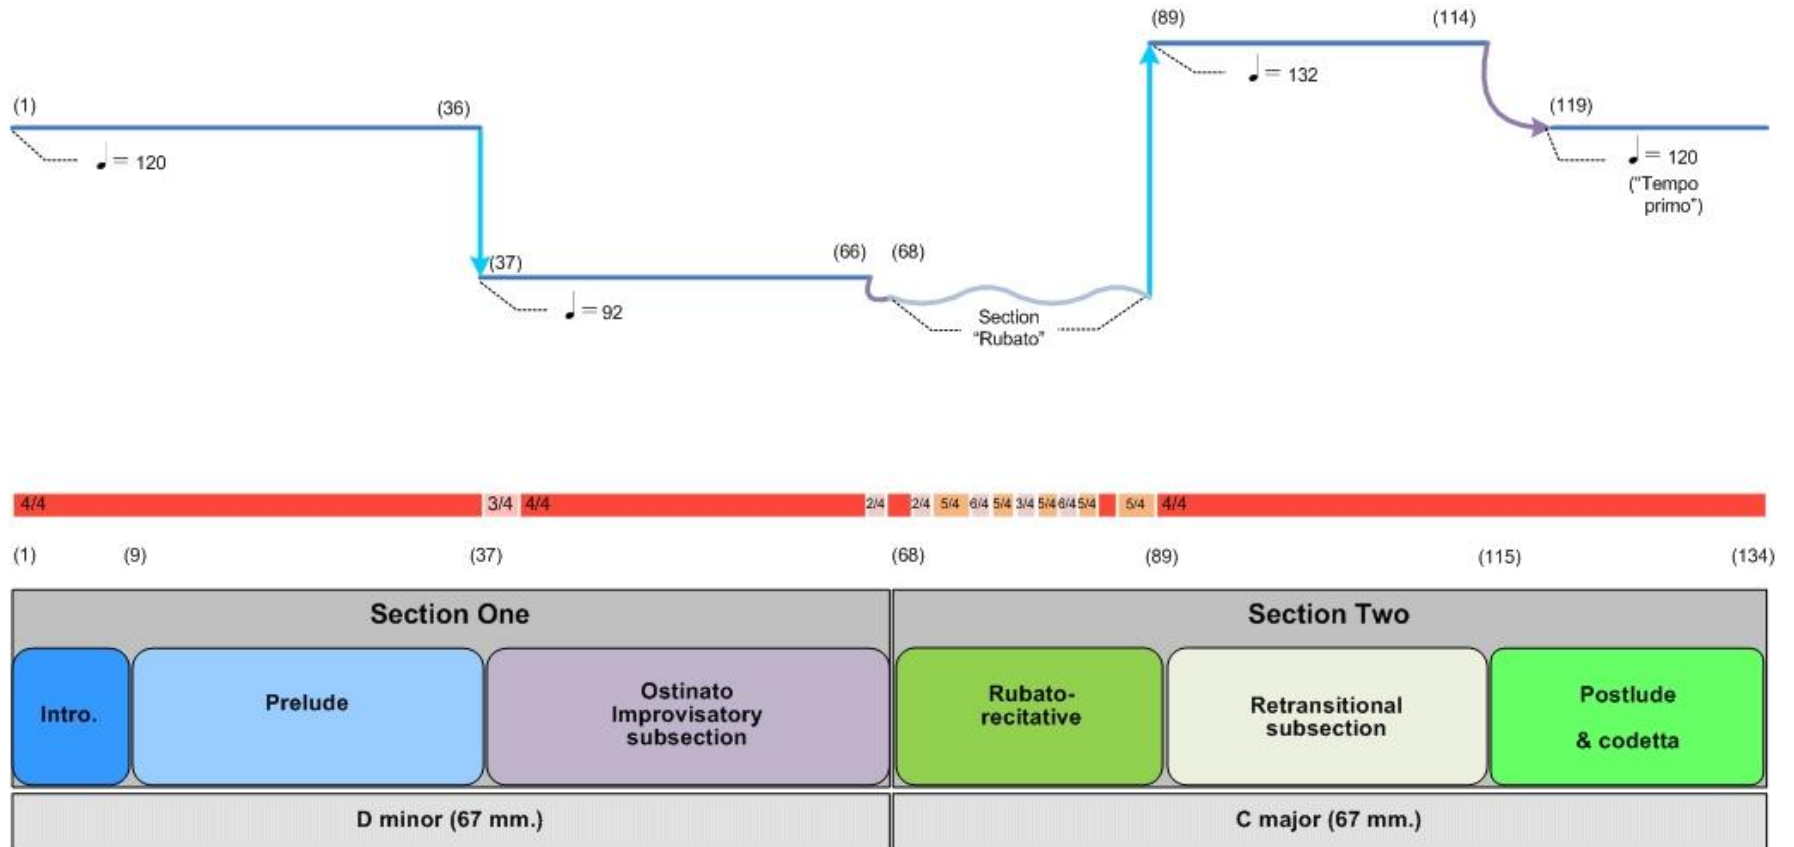 (89)
(114)
♩ = 132
(1)
(36)
(119)
♩ = 120
♩ = 120
("Tempo
primo")
(66)
(68)
(37)
♩ = 92
Section
"Rubato"
4/4
3/4
4/4
2/4
2/4
5/4
6/4
5/4
3/4
5/4
6/4
5/4
5/4
4/4
(1)
(9)
(37)
(68)
(89)
(115)
(134)
Section One
Section Two
Intro.
Prelude
Ostinato
Improvisatory
subsection
Rubato-
recitative
Retransitional
subsection
Postlude
& codetta
D minor (67 mm.)
C major (67 mm.)